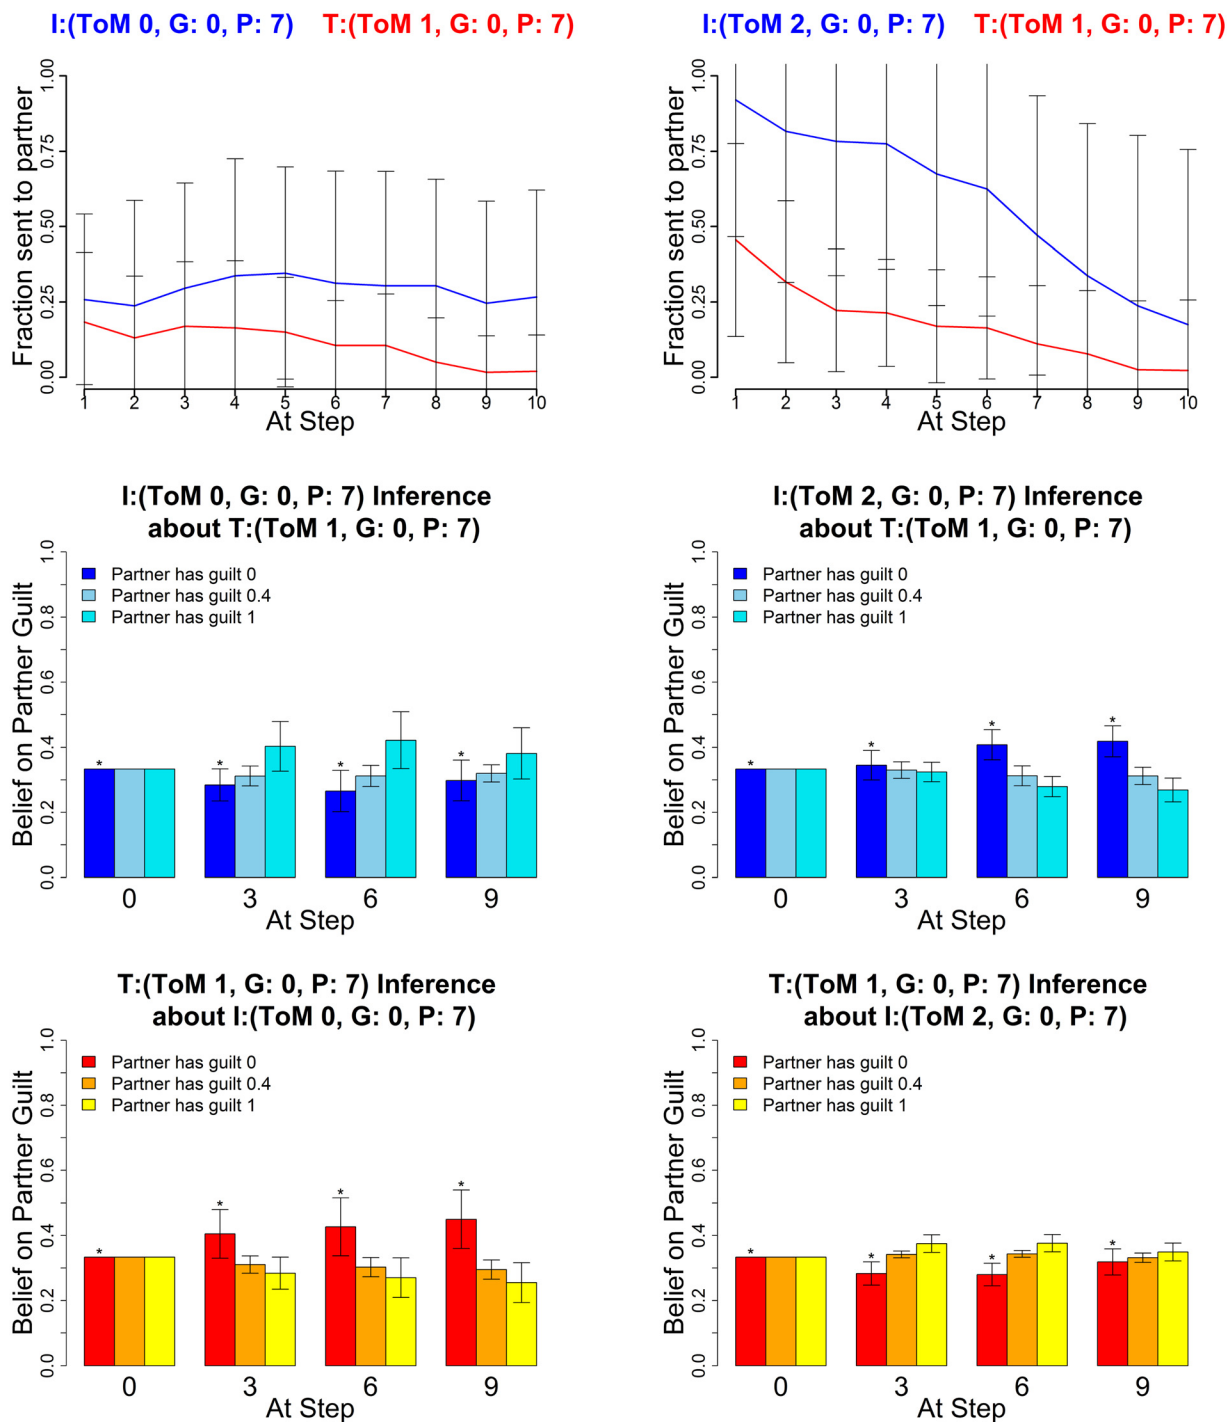 I:(ToM 0, G: 0, P: 7) T:(ToM 1, G: 0, P: 7)
Fraction sent to partner
1.00
0.75
0.50
0.25
0.00
1 2 3 4 5 6 7 8 9 10
At Step
I:(ToM 2, G: 0, P: 7) T:(ToM 1, G: 0, P: 7)
Fraction sent to partner
1.00
0.75
0.50
0.25
0.00
1 2 3 4 5 6 7 8 9 10
At Step
I:(ToM 0, G: 0, P: 7) Inference
about T:(ToM 1, G: 0, P: 7)
Belief on Partner Guilt
1.0
0.8
0.6
0.4
0.2
0.0
Partner has guilt 0
Partner has guilt 0.4
Partner has guilt 1
* * * *
0 3 6 9
At Step
I:(ToM 2, G: 0, P: 7) Inference
about T:(ToM 1, G: 0, P: 7)
Belief on Partner Guilt
1.0
0.8
0.6
0.4
0.2
0.0
Partner has guilt 0
Partner has guilt 0.4
Partner has guilt 1
* * * *
0 3 6 9
At Step
T:(ToM 1, G: 0, P: 7) Inference
about I:(ToM 0, G: 0, P: 7)
Belief on Partner Guilt
1.0
0.8
0.6
0.4
0.2
0.0
Partner has guilt 0
Partner has guilt 0.4
Partner has guilt 1
* * * *
0 3 6 9
At Step
T:(ToM 1, G: 0, P: 7) Inference
about I:(ToM 2, G: 0, P: 7)
Belief on Partner Guilt
1.0
0.8
0.6
0.4
0.2
0.0
Partner has guilt 0
Partner has guilt 0.4
Partner has guilt 1
* * * *
0 3 6 9
At Step